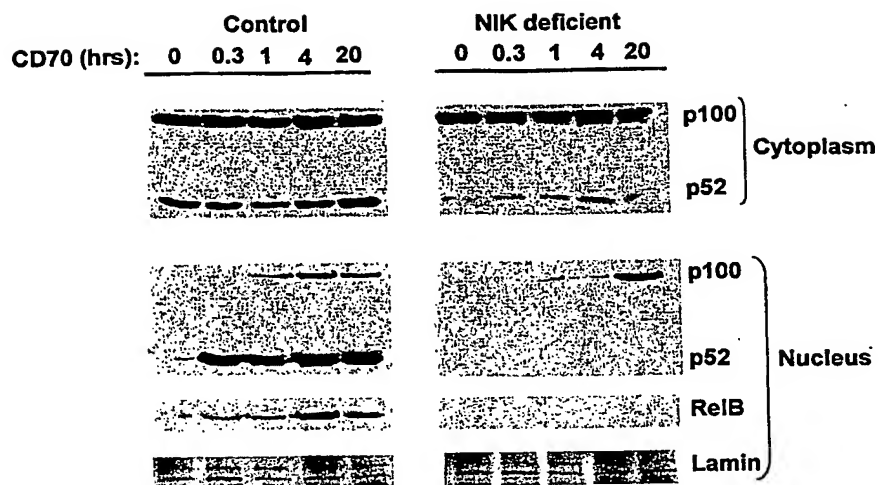 Control NIK deficient
CD70 (hrs): 0 0.3 1 4 20 0 0.3 1 4 20
p100
Cytoplasm
p52
p100
p52
Nucleus
RelB
Lamin